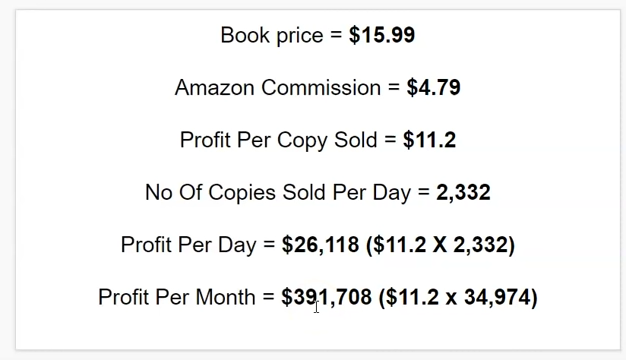 Book price = $15.99
Amazon Commission = $4.79
Profit Per Copy Sold = $11.2
No Of Copies Sold Per Day = 2,332
Profit Per Day = $26,118 ($11.2 X 2,332)
Profit Per Month = $391,708 ($11.2 x 34,974)